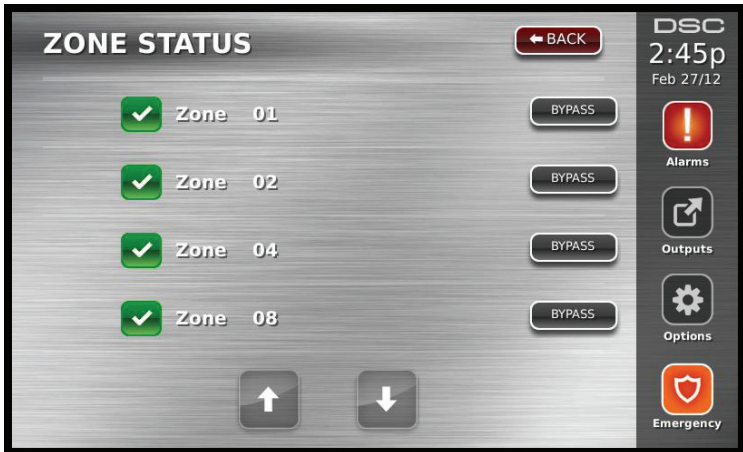 ZONE STATUS
BACK
DSC
2:45p
Feb 27/12
Zone 01
BYPASS
Zone 02
BYPASS
Zone 04
BYPASS
Zone 08
BYPASS
Alarms
Outputs
Options
Emergency